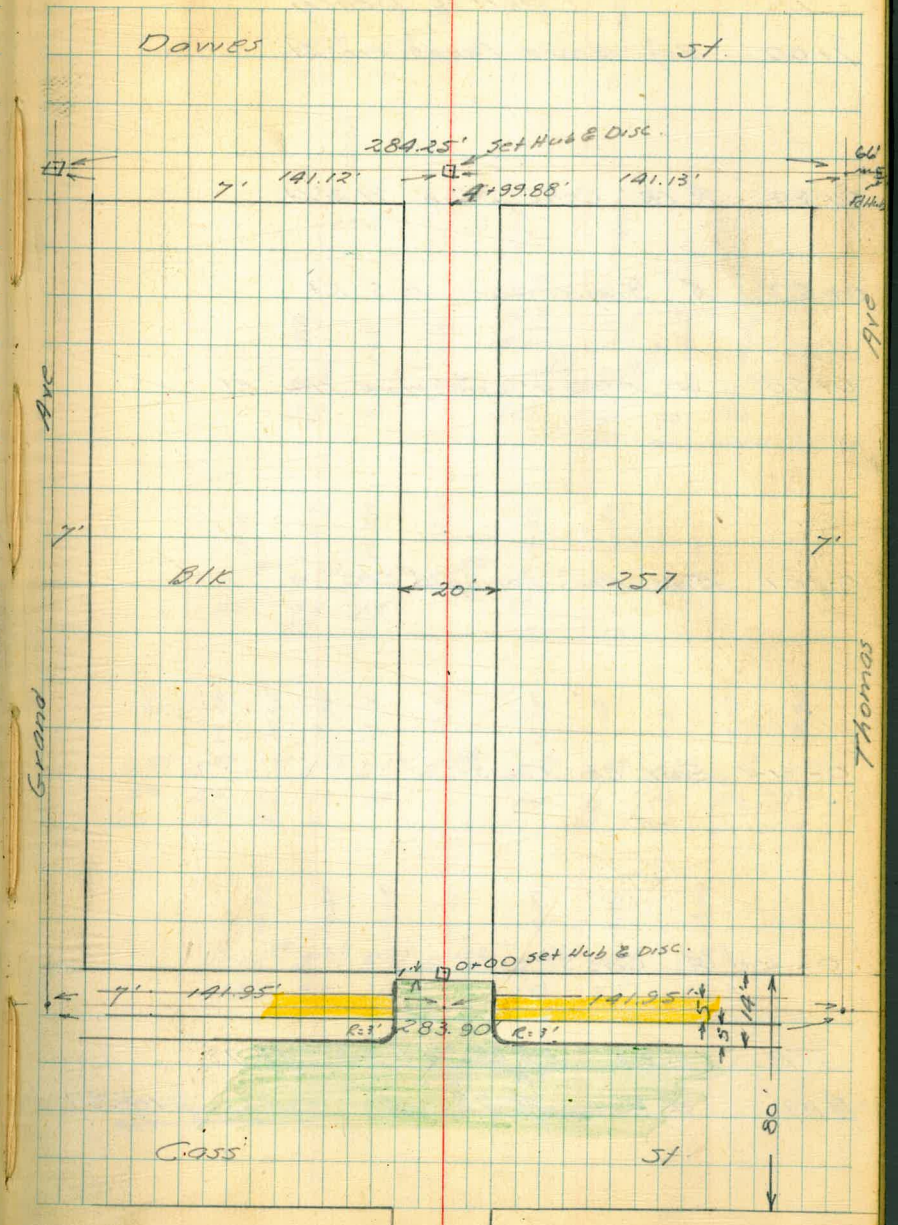 Dawes St.
284.25' Set Hub & Disc.
66'
7' 141.12' 141.13'
4+99.88'
Fd Hub
Grand Ave
Thomas Ave
7' 7'
Blk 20' 257
0+00 Set Hub & Disc.
1'
7' 141.95' 141.95'
5' 14'
R=3' 283.90 R=3'
5'
80'
Cass St